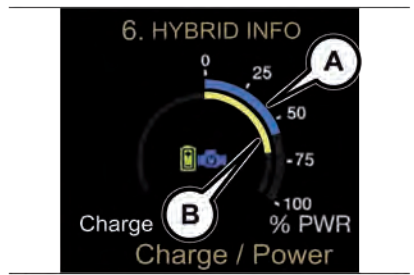 6. HYBRID INFO
0
25
A
50
75
100
Charge
B
% PWR
Charge / Power